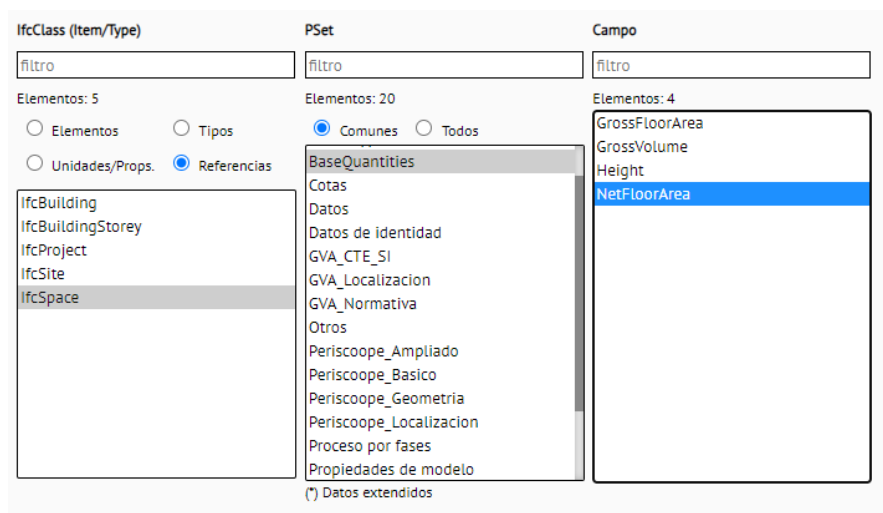 IfcClass (Item/Type)
filtro
Elementos: 5
Elementos
Tipos
Unidades/Props.
Referencias
IfcBuilding
IfcBuildingStorey
IfcProject
IfcSite
IfcSpace
PSet
filtro
Elementos: 20
Comunes
Todos
BaseQuantities
Cotas
Datos
Datos de identidad
GVA_CTE_SI
GVA_Localizacion
GVA_Normativa
Otros
Periscoope_Ampliado
Periscoope_Basico
Periscoope_Geometria
Periscoope_Localizacion
Proceso por fases
Propiedades de modelo
(*) Datos extendidos
Campo
filtro
Elementos: 4
GrossFloorArea
GrossVolume
Height
NetFloorArea